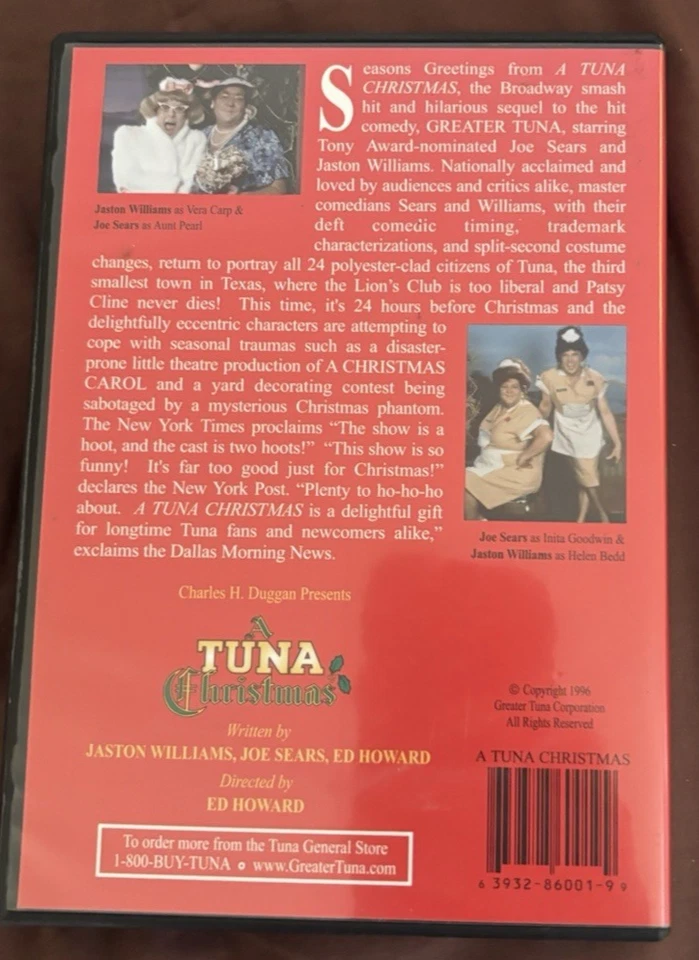 Seasons Greetings from A TUNA
CHRISTMAS, the Broadway smash
hit and hilarious sequel to the hit
comedy, GREATER TUNA, starring
Tony Award-nominated Joe Sears and
Jaston Williams. Nationally acclaimed and
loved by audiences and critics alike, master
comedians Sears and Williams, with their
deft comedic timing, trademark
characterizations, and split-second costume
changes, return to portray all 24 polyester-clad citizens of Tuna, the third
smallest town in Texas, where the Lion's Club is too liberal and Patsy
Cline never dies! This time, it's 24 hours before Christmas and the
delightfully eccentric characters are attempting to
cope with seasonal traumas such as a disaster-
prone little theatre production of A CHRISTMAS
CAROL and a yard decorating contest being
sabotaged by a mysterious Christmas phantom.
The New York Times proclaims “The show is a
hoot, and the cast is two hoots!” “This show is so
funny! It's far too good just for Christmas!”
declares the New York Post. “Plenty to ho-ho-ho
about. A TUNA CHRISTMAS is a delightful gift
for longtime Tuna fans and newcomers alike,”
exclaims the Dallas Morning News.
Jaston Williams as Vera Carp &
Joe Sears as Aunt Pearl
Joe Sears as Inita Goodwin &
Jaston Williams as Helen Bedd
Charles H. Duggan Presents
A
TUNA
Christmas
Written by
JASTON WILLIAMS, JOE SEARS, ED HOWARD
Directed by
ED HOWARD
To order more from the Tuna General Store
1-800-BUY-TUNA • www.GreaterTuna.com
© Copyright 1996
Greater Tuna Corporation
All Rights Reserved
A TUNA CHRISTMAS
6 3932-86001-9 9